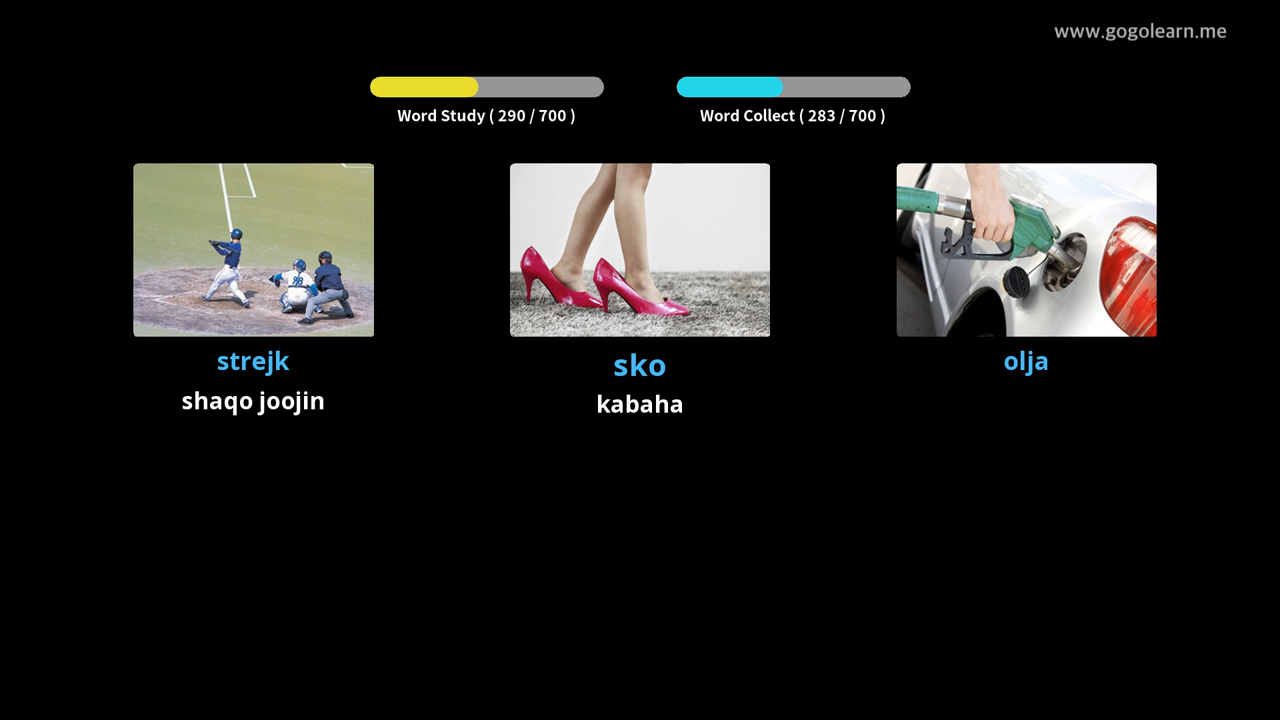 www.gogolearn.me
Word Study ( 290 / 700 )
Word Collect ( 283 / 700 )
strejk
shaqo joojin
sko
kabaha
olja